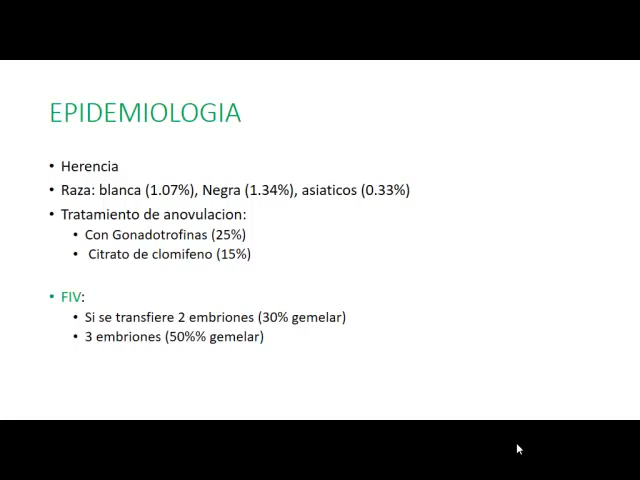 EPIDEMIOLOGIA
• Herencia
• Raza: blanca (1.07%), Negra (1.34%), asiaticos (0.33%)
• Tratamiento de anovulacion:
• Con Gonadotrofinas (25%)
• Citrato de clomifeno (15%)
• FIV:
• Si se transfiere 2 embriones (30% gemelar)
• 3 embriones (50%% gemelar)